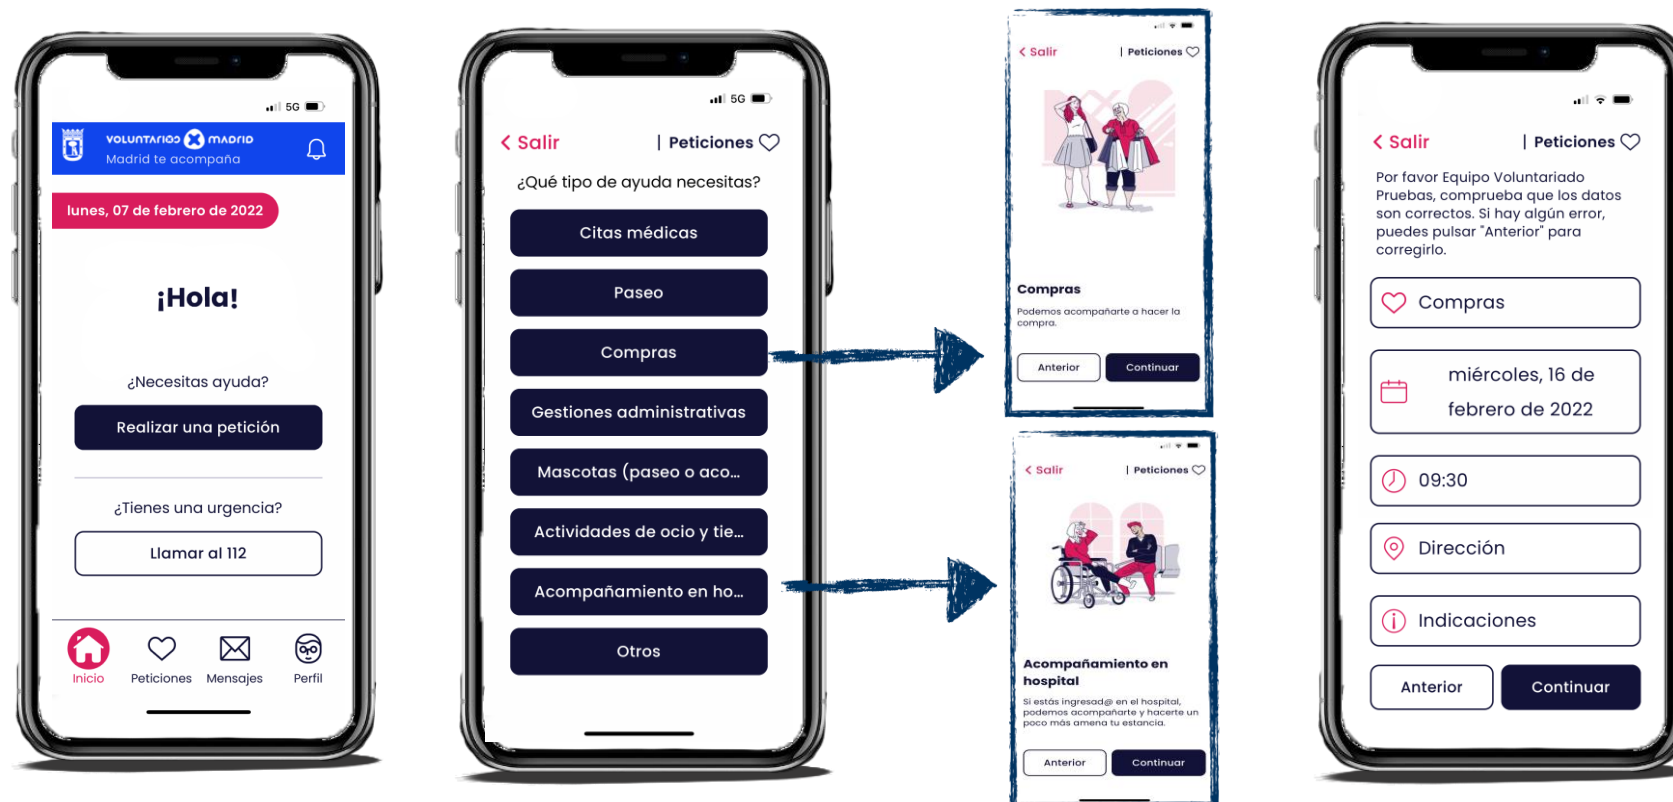 5G
VOLUNTARIOS MADRID
Madrid te acompaña
lunes, 07 de febrero de 2022
¡Hola!
¿Necesitas ayuda?
Realizar una petición
¿Tienes una urgencia?
Llamar al 112
Inicio
Peticiones
Mensajes
Perfil
5G
< Salir
| Peticiones
¿Qué tipo de ayuda necesitas?
Citas médicas
Paseo
Compras
Gestiones administrativas
Mascotas (paseo o aco...
Actividades de ocio y tie...
Acompañamiento en ho...
Otros
< Salir
| Peticiones
Compras
Podemos acompañarte a hacer la
compra.
Anterior
Continuar
< Salir
| Peticiones
Acompañamiento en
hospital
Si estás ingresad@ en el hospital,
podemos acompañarte y hacerte un
poco más amena tu estancia.
Anterior
Continuar
< Salir
| Peticiones
Por favor Equipo Voluntariado
Pruebas, comprueba que los datos
son correctos. Si hay algún error,
puedes pulsar "Anterior" para
corregirlo.
Compras
miércoles, 16 de
febrero de 2022
09:30
Dirección
Indicaciones
Anterior
Continuar